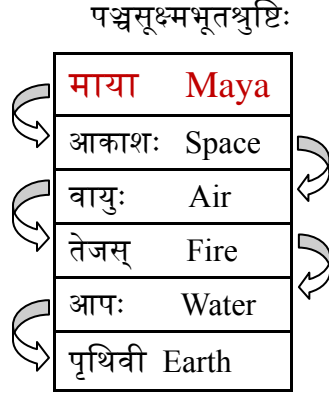 पञ्चसूक्ष्मभूतश्रुष्टिः
माया Maya
आकाशः Space
वायुः Air
तेजस् Fire
आपः Water
पृथिवी Earth